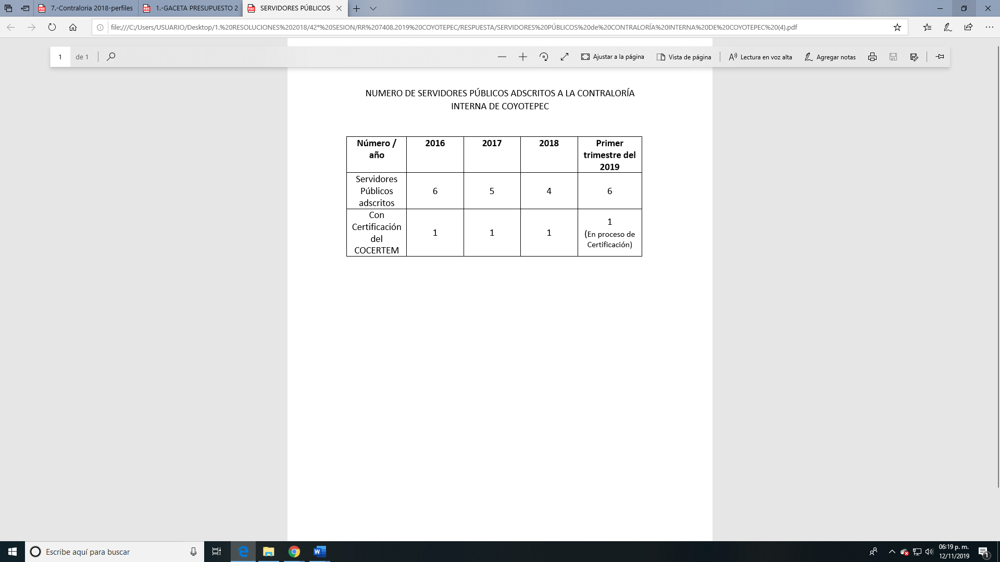 7.-Contraloria 2018-perfiles
1.-GACETA PRESUPUESTO 2
SERVIDORES PÚBLICOS
file:///C:/Users/USUARIO/Desktop/1.%20RESOLUCIONES%202018/42°%20SESION/RR%207408.2019%20COYOTEPEC/RESPUESTA/SERVIDORES%20PÚBLICOS%20de%20CONTRALORÍA%20INTERNA%20DE%20COYOTEPEC%20(4).pdf
1 de 1
Ajustar a la página
Vista de página
Lectura en voz alta
Agregar notas
NUMERO DE SERVIDORES PÚBLICOS ADSCRITOS A LA CONTRALORÍA
INTERNA DE COYOTEPEC
Número /
año
2016
2017
2018
Primer
trimestre del
2019
Servidores
Públicos
adscritos
6
5
4
6
Con
Certificación
del
COCERTEM
1
1
1
1
(En proceso de
Certificación)
Escribe aquí para buscar
06:19 p. m.
12/11/2019
1